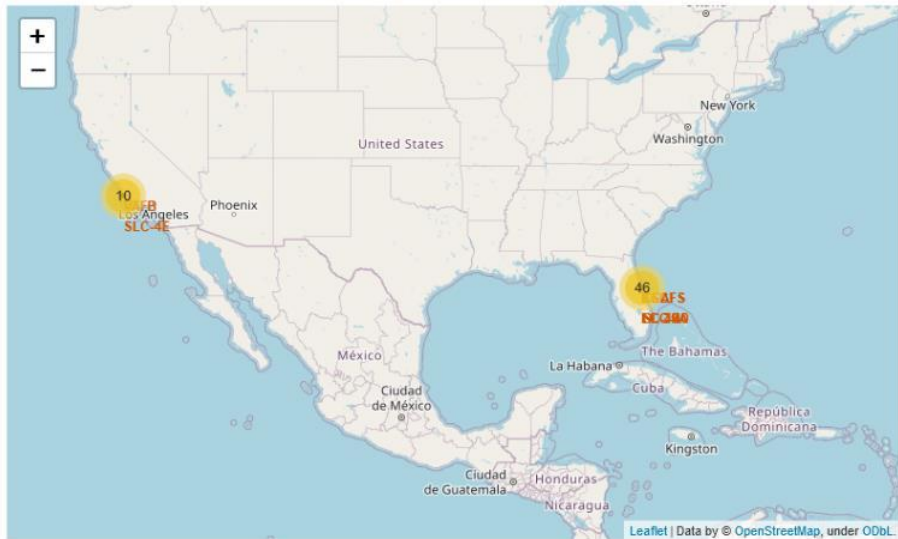 +
−
United States
New York
Washington
10
Los Angeles
SLC-4E
Phoenix
46
México
La Habana
The Bahamas
Cuba
Ciudad
de México
República
Dominicana
Kingston
Ciudad
de Guatemala
Honduras
Nicaragua
Leaflet | Data by © OpenStreetMap, under ODbL.